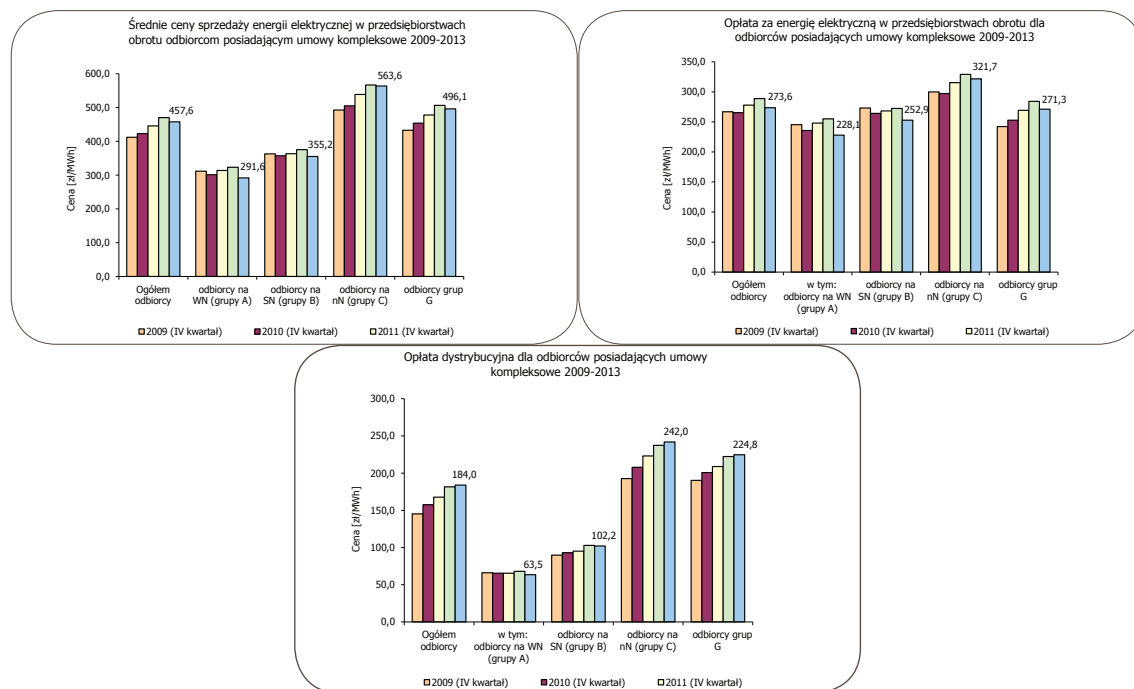 Średnie ceny sprzedaży energii elektrycznej w przedsiębiorstwach
obrotu odbiorcom posiadającym umowy kompleksowe 2009-2013
Cena [zł/MWh]
600,0
500,0
400,0
300,0
200,0
100,0
0,0
457,6
291,6
355,2
563,6
496,1
Ogółem
odbiorcy
odbiorcy na
WN (grupy A)
odbiorcy na
SN (grupy B)
odbiorcy na
nN (grupy C)
odbiorcy grup
G
2009 (IV kwartał) 2010 (IV kwartał) 2011 (IV kwartał)
Opłata za energię elektryczną w przedsiębiorstwach obrotu dla
odbiorców posiadających umowy kompleksowe 2009-2013
Cena [zł/MWh]
350,0
300,0
250,0
200,0
150,0
100,0
50,0
0,0
273,6
228,1
252,9
321,7
271,3
Ogółem
odbiorcy
w tym:
odbiorcy na WN
(grupy A)
odbiorcy na
SN (grupy B)
odbiorcy na
nN (grupy C)
odbiorcy grup
G
2009 (IV kwartał) 2010 (IV kwartał) 2011 (IV kwartał)
Opłata dystrybucyjna dla odbiorców posiadających umowy
kompleksowe 2009-2013
Cena [zł/MWh]
300,0
250,0
200,0
150,0
100,0
50,0
0,0
184,0
63,5
102,2
242,0
224,8
Ogółem
odbiorcy
w tym:
odbiorcy na WN
(grupy A)
odbiorcy na
SN (grupy B)
odbiorcy na
nN (grupy C)
odbiorcy grup
G
2009 (IV kwartał) 2010 (IV kwartał) 2011 (IV kwartał)